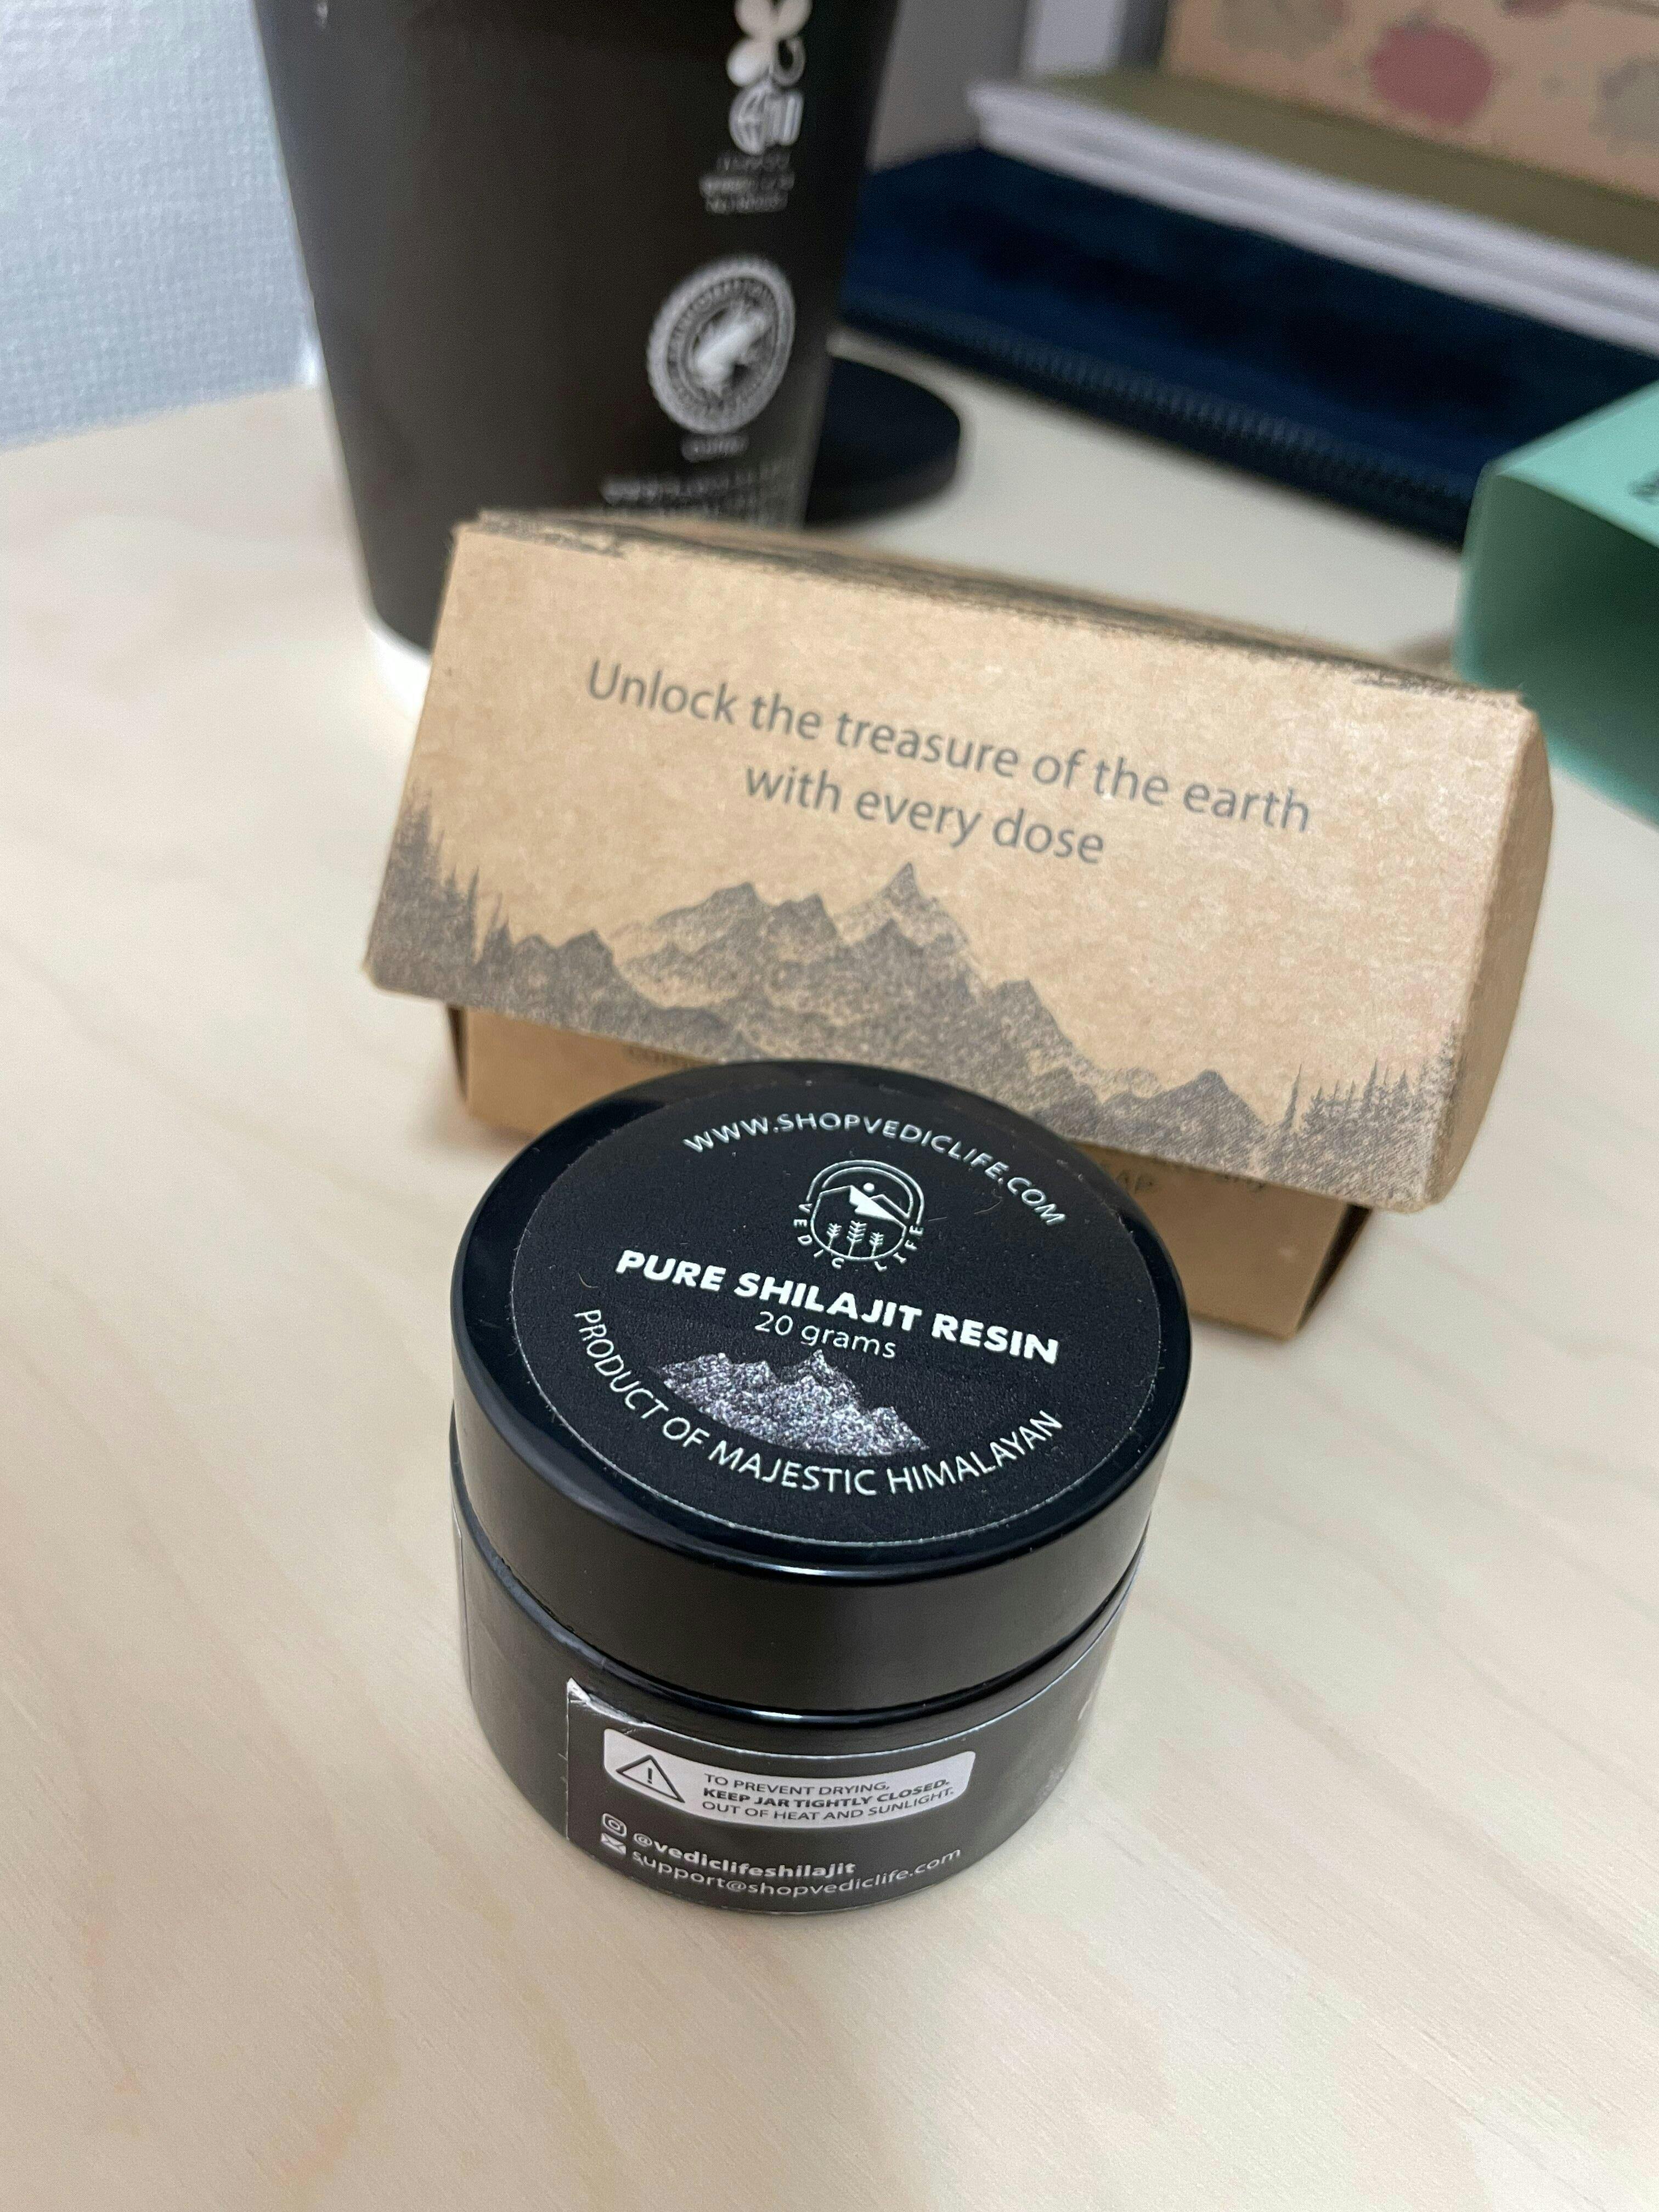 Unlock the treasure of the earth
with every dose
WWW.SHOPVEDICLIFE.COM
VEDIC LIFE
PURE SHILAJIT RESIN
20 grams
PRODUCT OF MAJESTIC HIMALAYAN
TO PREVENT DRYING,
KEEP JAR TIGHTLY CLOSED.
OUT OF HEAT AND SUNLIGHT.
@vediclifeshilajit
support@shopvediclife.com